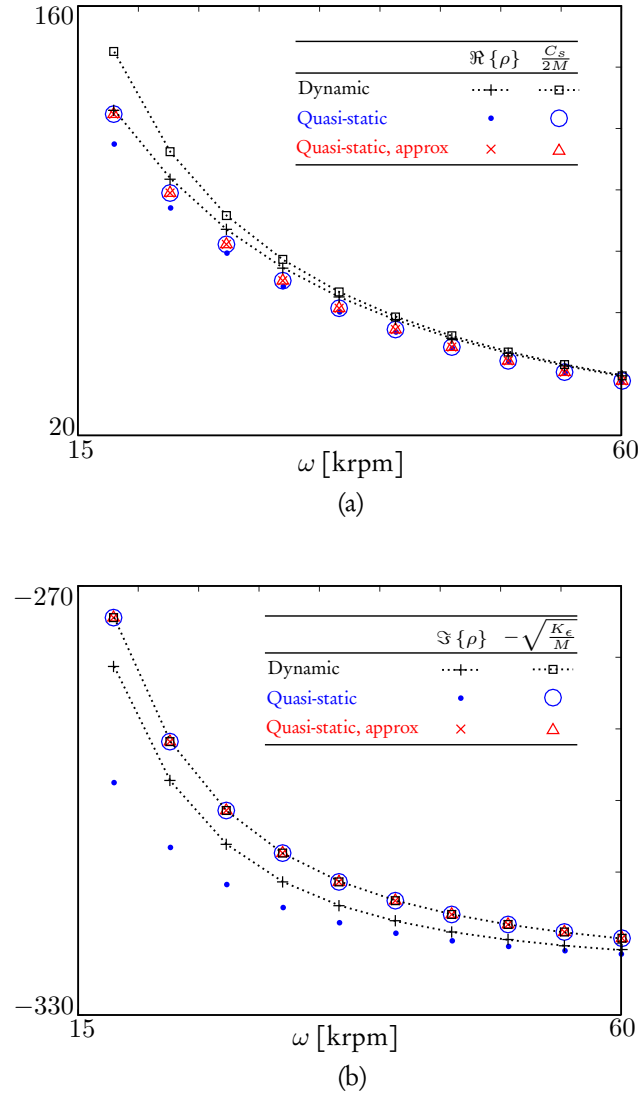 160
ℜ {ρ} C_s/2M
Dynamic
Quasi-static
Quasi-static, approx
20
15 60
ω [krpm]
(a)
−270
ℑ {ρ} −√(K_ϵ/M)
Dynamic
Quasi-static
Quasi-static, approx
−330
15 60
ω [krpm]
(b)